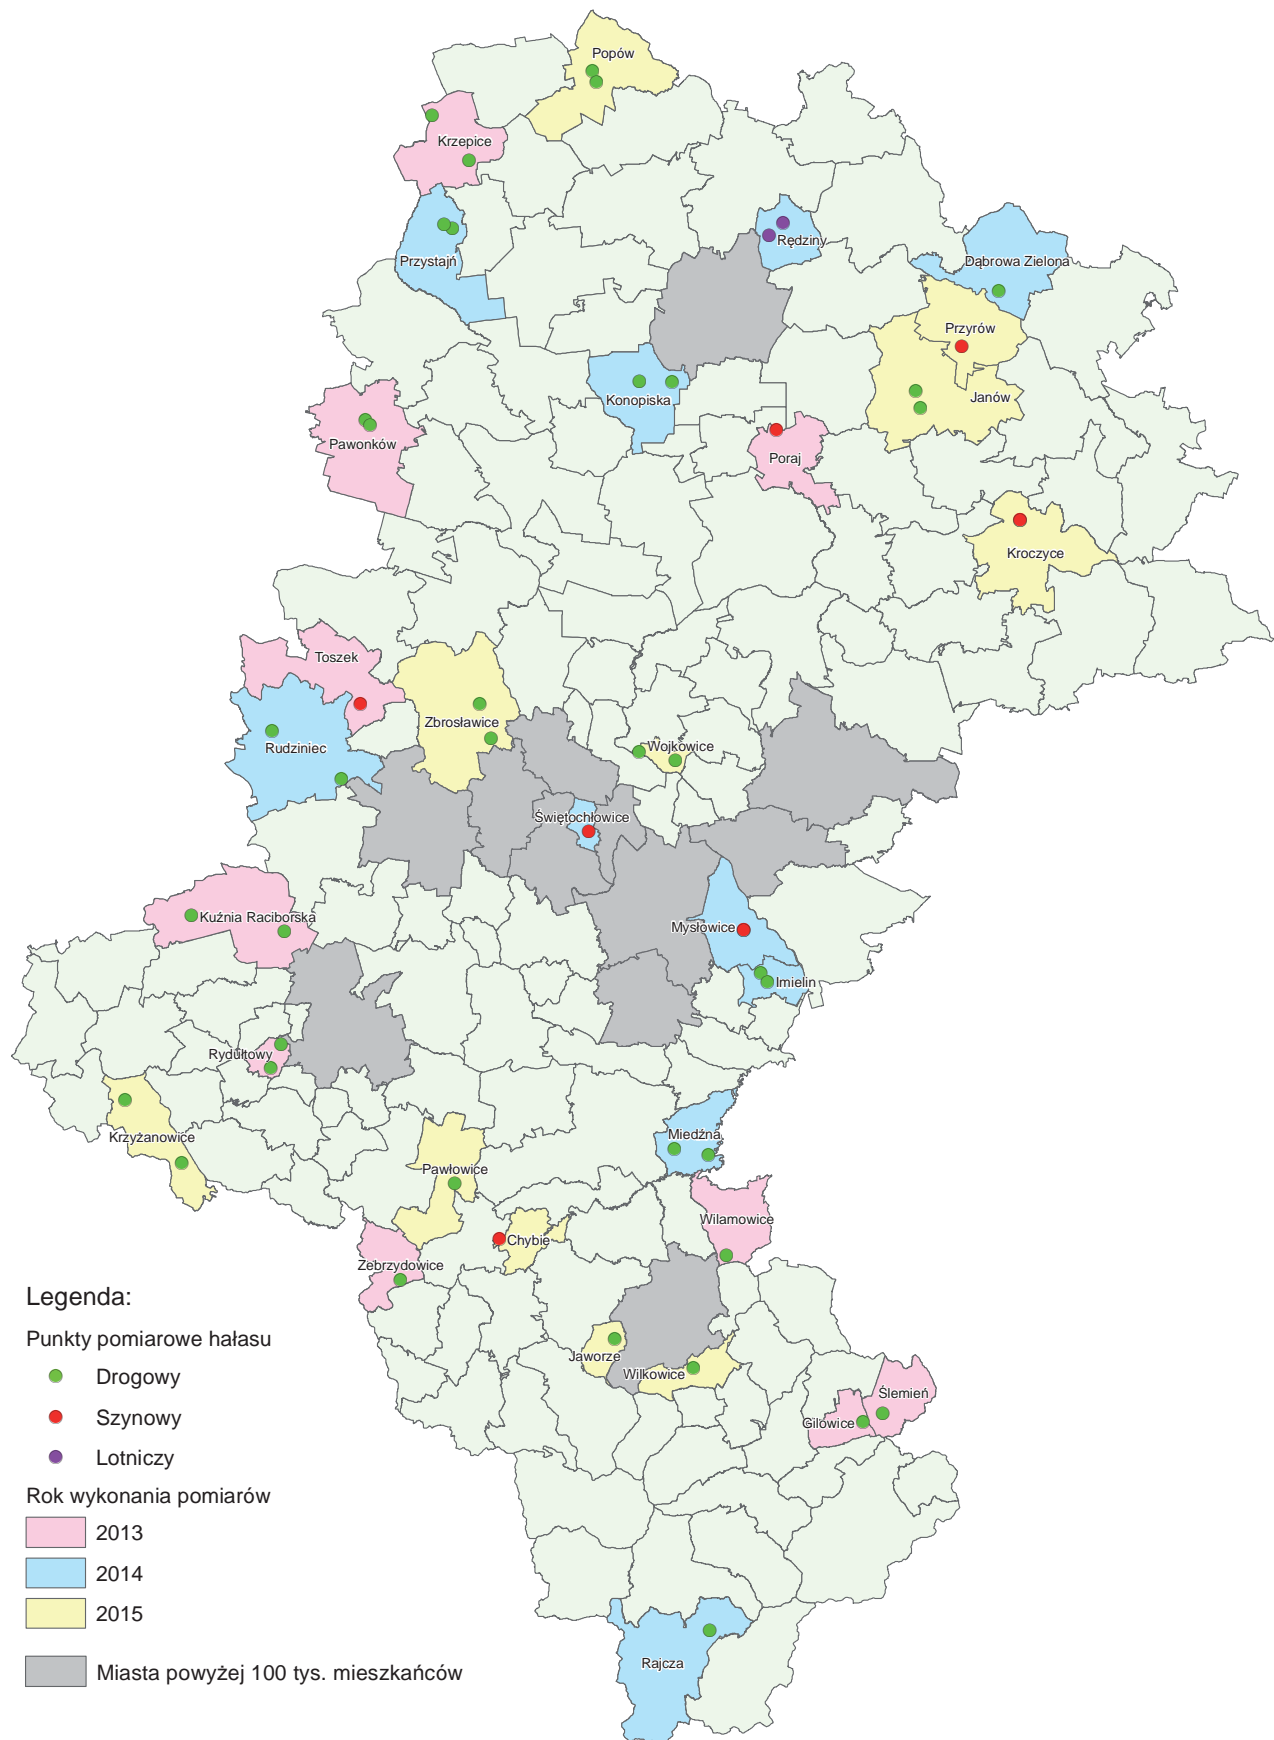 Popów
Krzepice
Rędziny
Przystajń
Dąbrowa Zielona
Przyrów
Janów
Konopiska
Pawonków
Poraj
Kroczyce
Toszek
Zbrosławice
Rudziniec
Wojkowice
Świętochłowice
Kuźnia Raciborska
Mysłowice
Imielin
Rydułtowy
Krzyżanowice
Miedźna
Pawłowice
Wilamowice
Chybie
Zebrzydowice
Jaworze
Wilkowice
Ślemień
Gilowice
Rajcza
Legenda:
Punkty pomiarowe hałasu
Drogowy
Szynowy
Lotniczy
Rok wykonania pomiarów
2013
2014
2015
Miasta powyżej 100 tys. mieszkańców